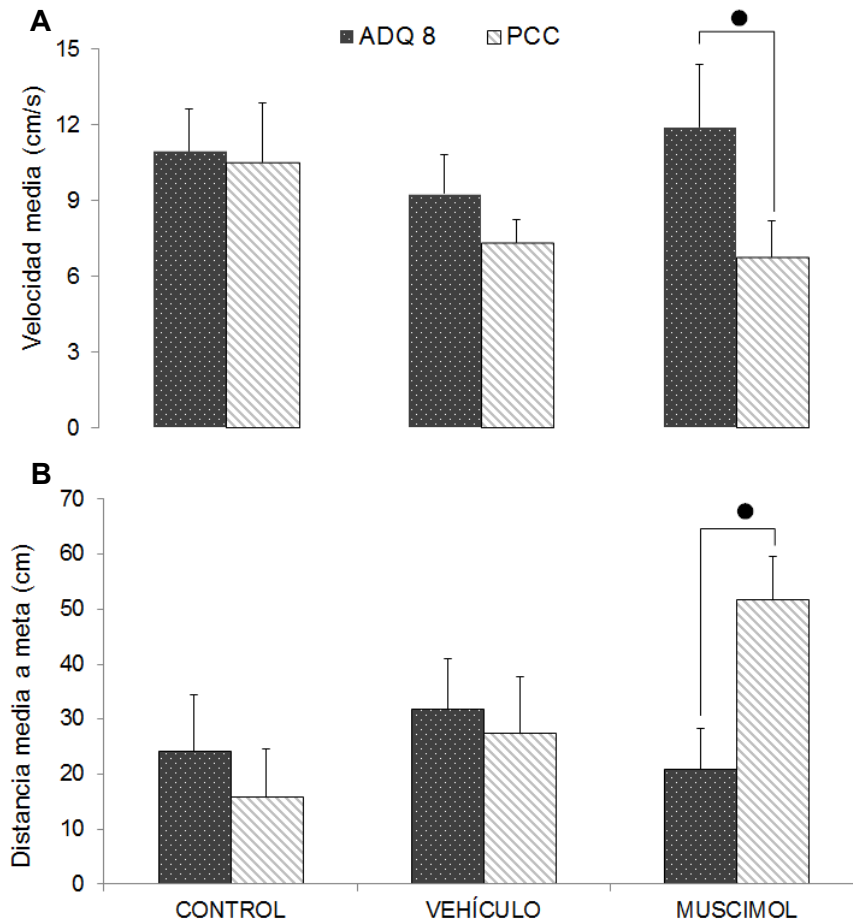 A
ADQ 8 PCC
Velocidad media (cm/s)
15
12
9
6
3
0
B
Distancia media a meta (cm)
70
60
50
40
30
20
10
0
CONTROL VEHÍCULO MUSCIMOL